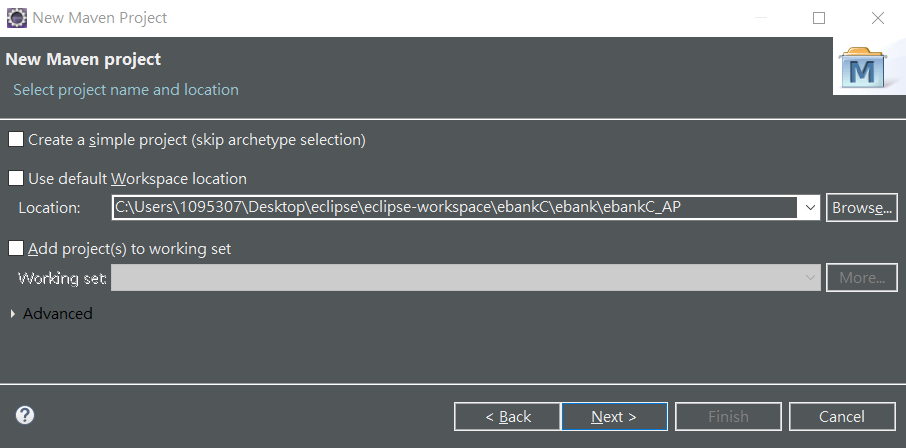 New Maven Project
New Maven project
Select project name and location
M
Create a simple project (skip archetype selection)
Use default Workspace location
Location: C:\Users\1095307\Desktop\eclipse\eclipse-workspace\ebankC\ebank\ebankC_AP Browse...
Add project(s) to working set
Working set: More...
Advanced
? < Back Next > Finish Cancel